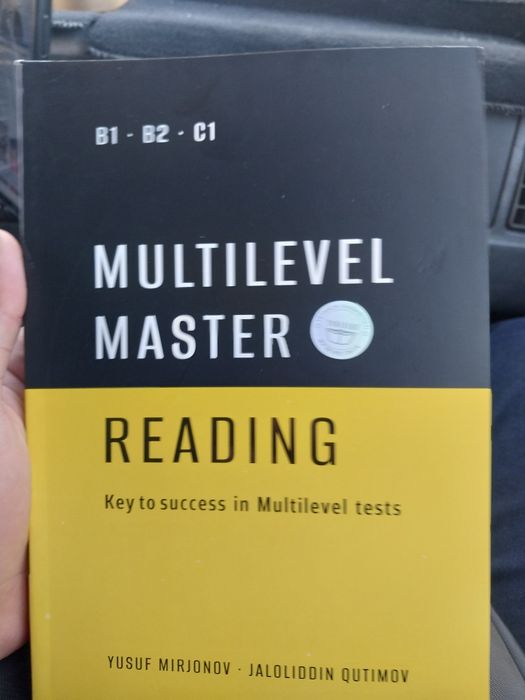 B1 - B2 - C1
MULTILEVEL
MASTER
READING
Key to success in Multilevel tests
YUSUF MIRJONOV · JALOLIDDIN QUTIMOV